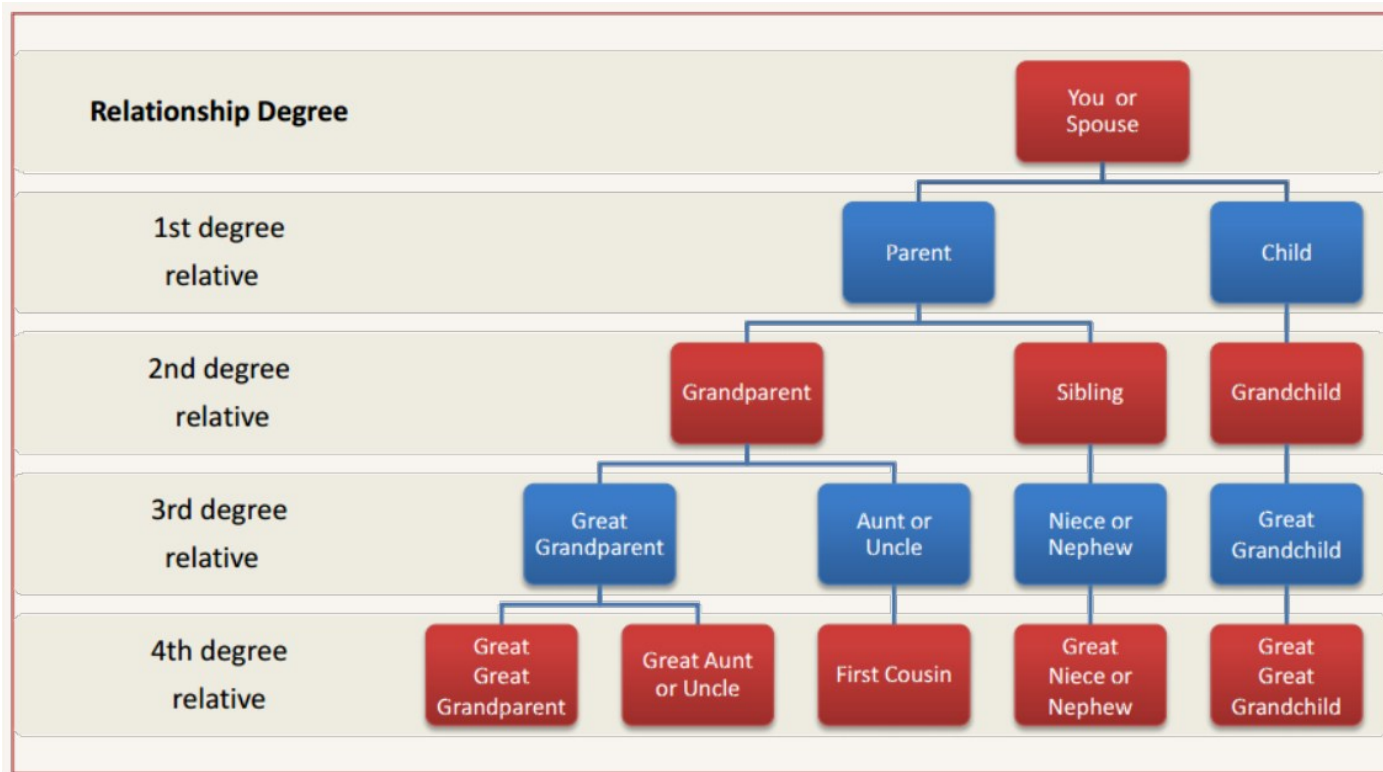 Relationship Degree
You or
Spouse
1st degree
relative
Parent
Child
2nd degree
relative
Grandparent
Sibling
Grandchild
3rd degree
relative
Great
Grandparent
Aunt or
Uncle
Niece or
Nephew
Great
Grandchild
4th degree
relative
Great
Great
Grandparent
Great Aunt
or Uncle
First Cousin
Great
Niece or
Nephew
Great
Great
Grandchild